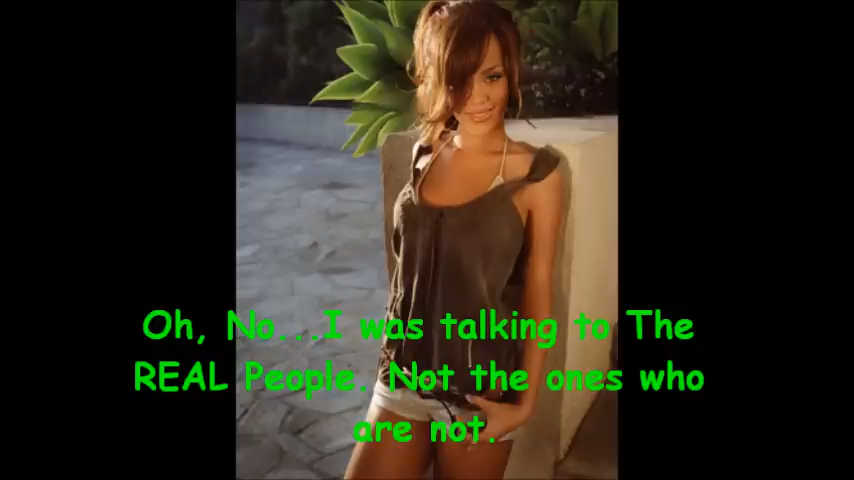 Oh, No...I was talking to The
REAL People. Not the ones who
are not.